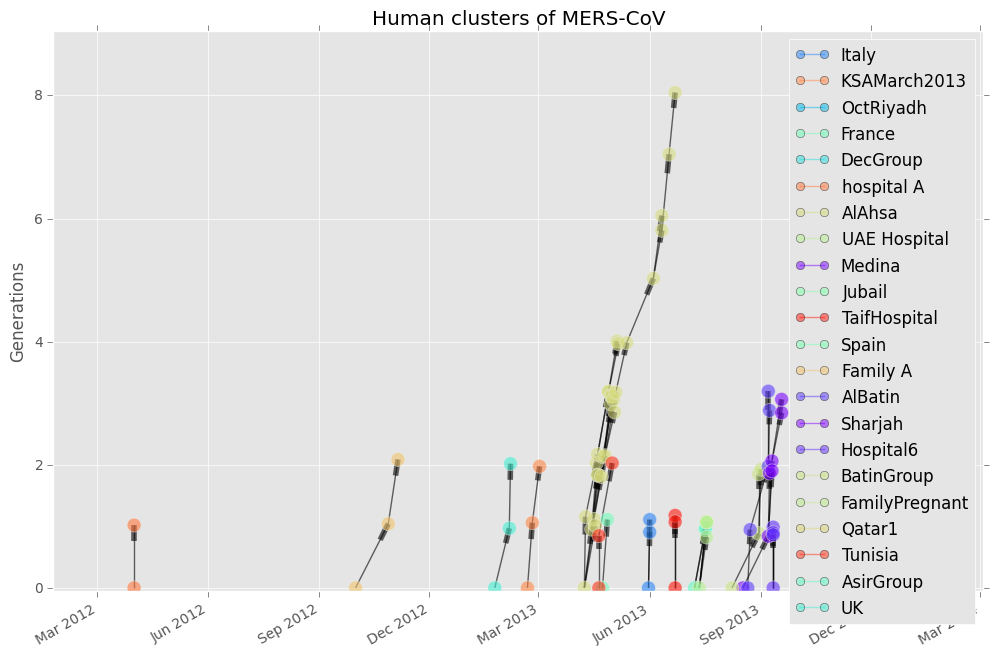 Human clusters of MERS-CoV
Generations
8
6
4
2
0
Mar 2012
Jun 2012
Sep 2012
Dec 2012
Mar 2013
Jun 2013
Sep 2013
Italy
KSAMarch2013
OctRiyadh
France
DecGroup
hospital A
AlAhsa
UAE Hospital
Medina
Jubail
TaifHospital
Spain
Family A
AlBatin
Sharjah
Hospital6
BatinGroup
FamilyPregnant
Qatar1
Tunisia
AsirGroup
UK